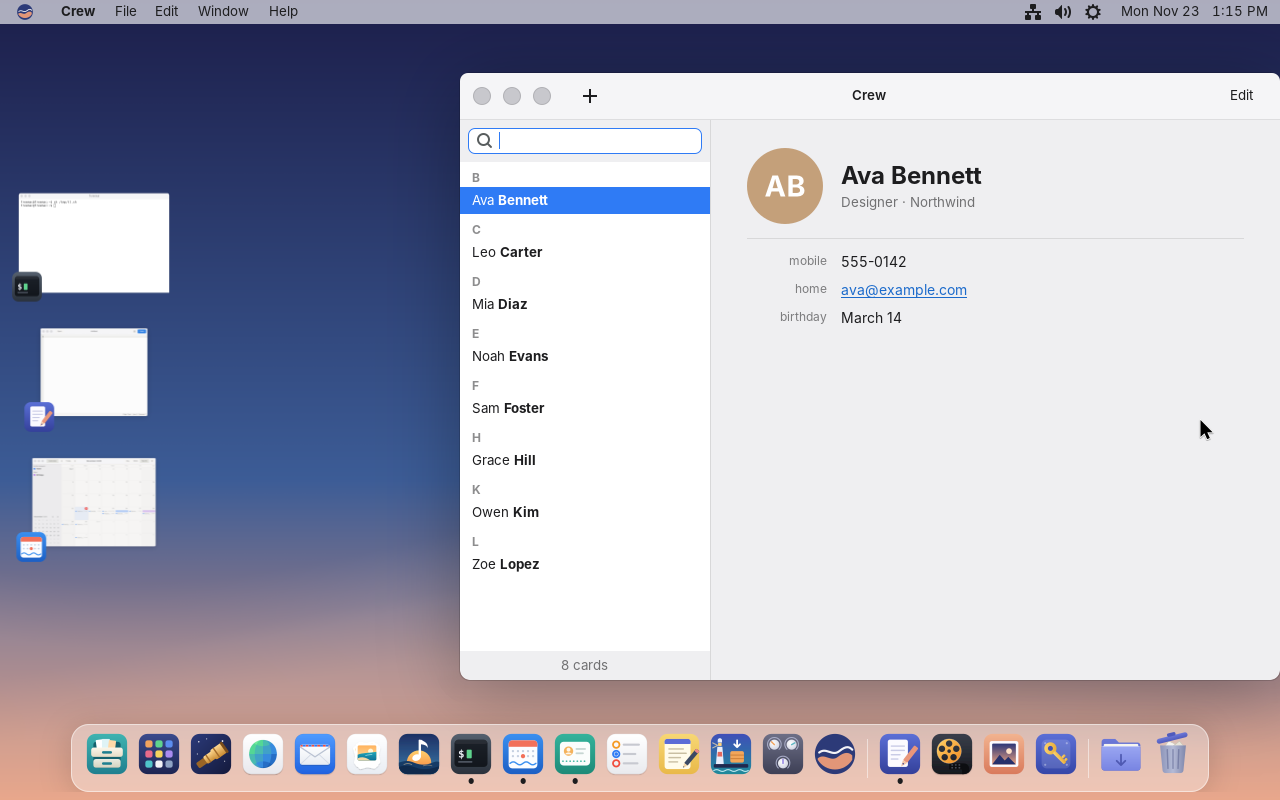 Crew File Edit Window Help Mon Nov 23 1:15 PM
Crew
Edit
B
Ava Bennett
C
Leo Carter
D
Mia Diaz
E
Noah Evans
F
Sam Foster
H
Grace Hill
K
Owen Kim
L
Zoe Lopez
8 cards
AB
Ava Bennett
Designer · Northwind
mobile 555-0142
home ava@example.com
birthday March 14